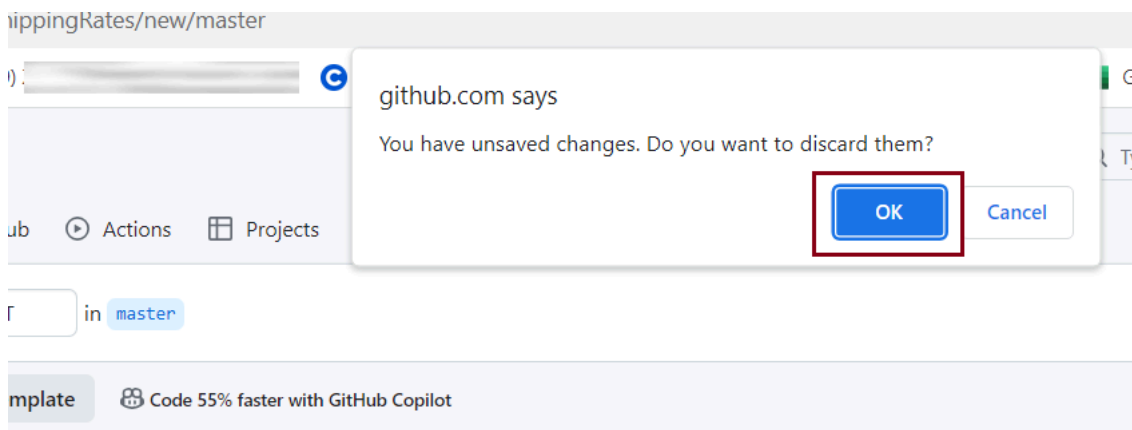 ippingRates/new/master
github.com says
You have unsaved changes. Do you want to discard them?
OK Cancel
ub Actions Projects
in master
mplate Code 55% faster with GitHub Copilot